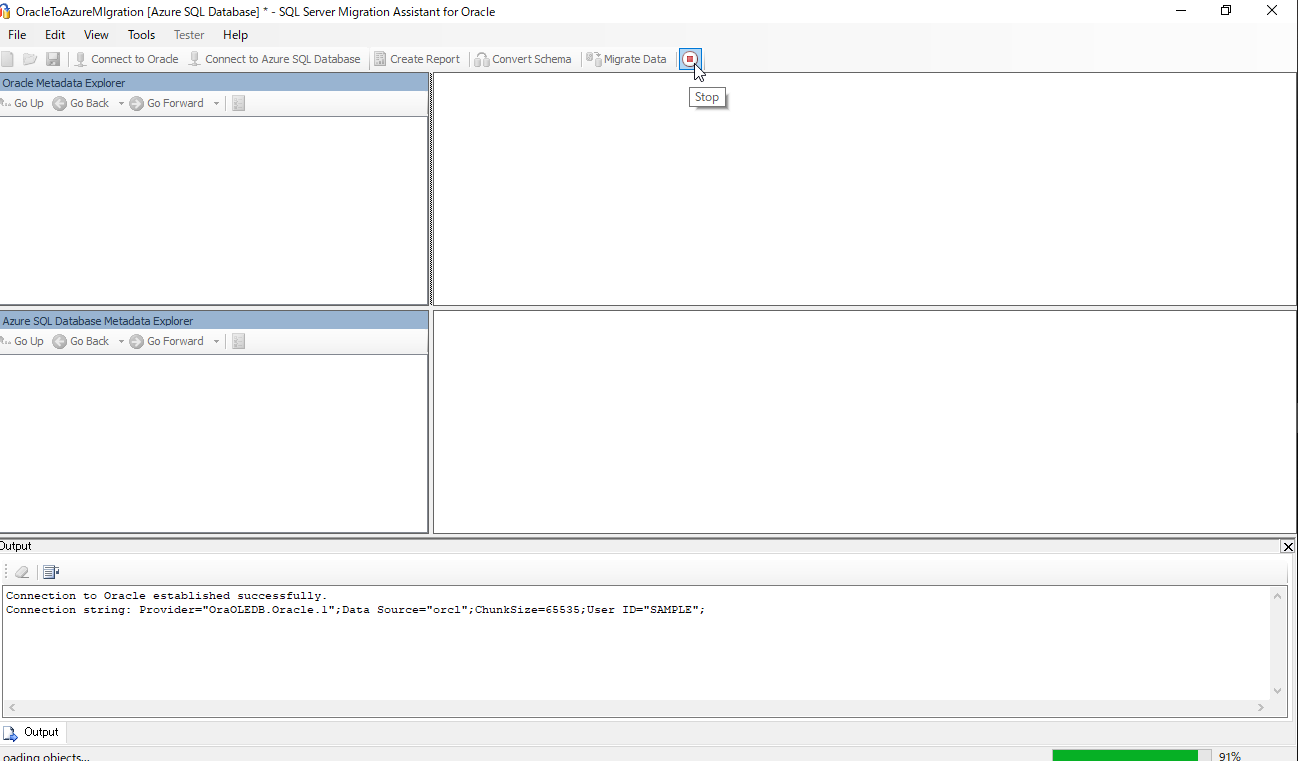 OracleToAzureMIgration [Azure SQL Database] * - SQL Server Migration Assistant for Oracle
File Edit View Tools Tester Help
Connect to Oracle Connect to Azure SQL Database Create Report Convert Schema Migrate Data
Stop
Oracle Metadata Explorer
Go Up Go Back Go Forward
Azure SQL Database Metadata Explorer
Go Up Go Back Go Forward
Output
Connection to Oracle established successfully.
Connection string: Provider="OraOLEDB.Oracle.1";Data Source="orcl";ChunkSize=65535;User ID="SAMPLE";
Output
oading objects... 91%